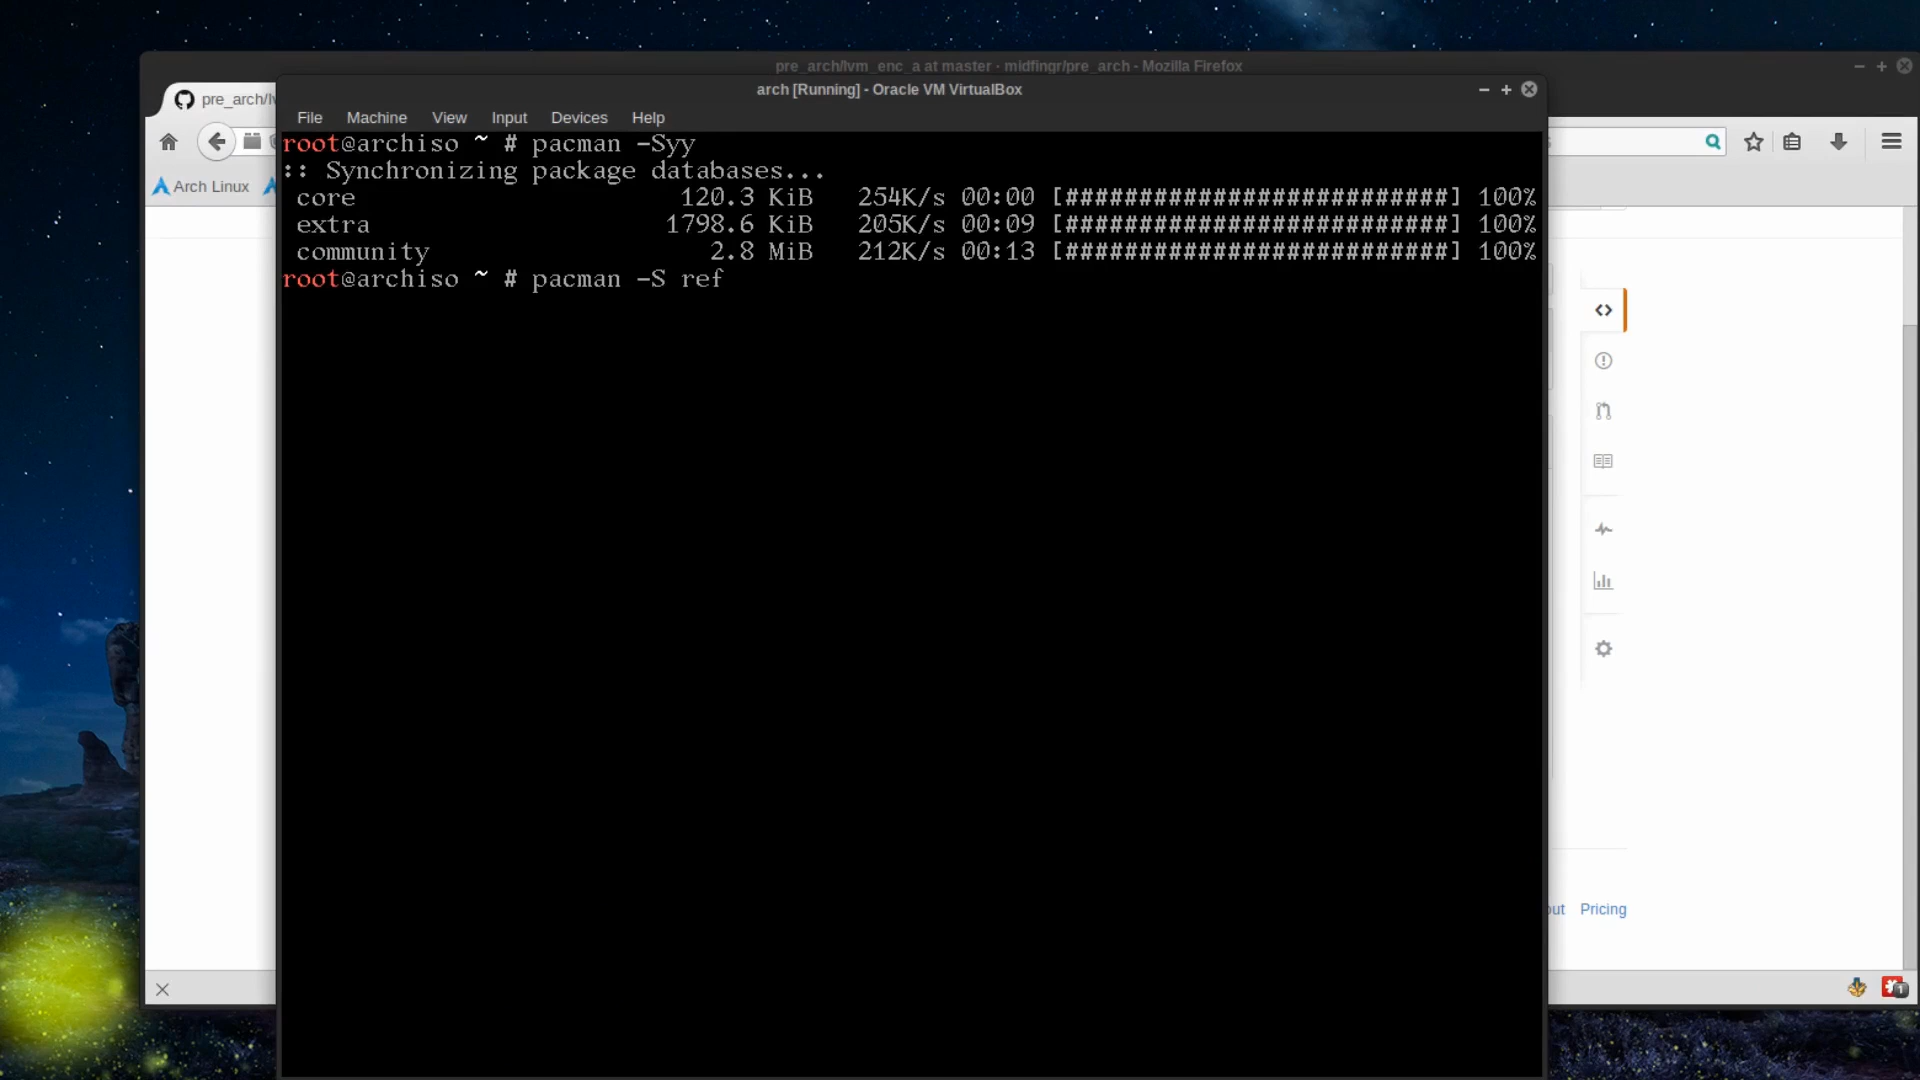 pre_arch/lvm_enc_a at master · midfingr/pre_arch - Mozilla Firefox
arch [Running] - Oracle VM VirtualBox
pre_arch/lv
File Machine View Input Devices Help
Arch Linux
root@archiso ~ # pacman -Syy
:: Synchronizing package databases...
core 120.3 KiB 254K/s 00:00 [##########################] 100%
extra 1798.6 KiB 205K/s 00:09 [##########################] 100%
community 2.8 MiB 212K/s 00:13 [##########################] 100%
root@archiso ~ # pacman -S ref
out Pricing
1